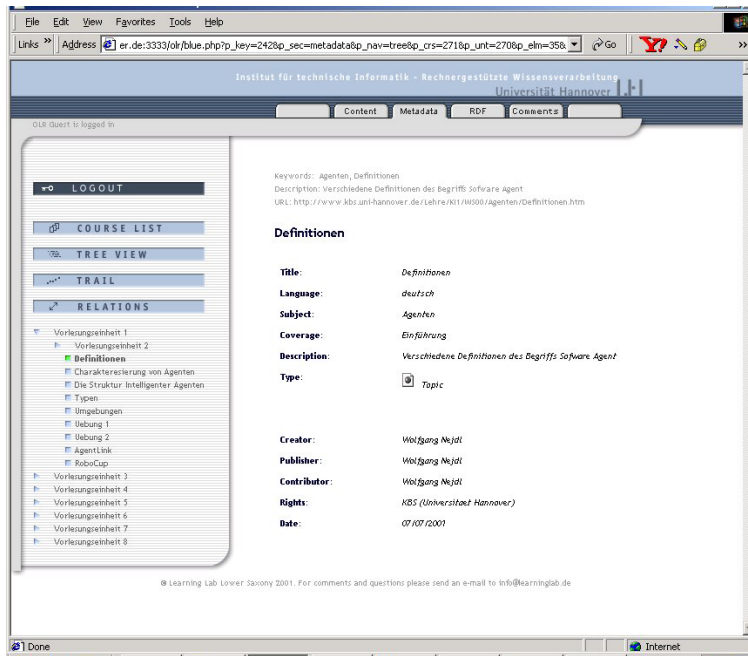 File Edit View Favorites Tools Help
Links » Address er.de:3333/olr/blue.php?p_key=242&p_sec=metadata&p_nav=tree&p_crs=271&p_unt=270&p_elm=358& Go Y? »
Institut für technische Informatik - Rechnergestützte Wissensverarbeitung
Universität Hannover
Content Metadata RDF Comments
OLR Guest is logged in
Keywords: Agenten, Definitionen
Description: Verschiedene Definitionen des Begriffs Sofware Agent
URL: http://www.kbs.uni-hannover.de/Lehre/KI1/WS00/Agenten/Definitionen.htm
LOGOUT
COURSE LIST
TREE VIEW
TRAIL
RELATIONS
Vorlesungseinheit 1
Vorlesungseinheit 2
Definitionen
Charakteresierung von Agenten
Die Struktur Intelligenter Agenten
Typen
Umgebungen
Uebung 1
Uebung 2
AgentLink
RoboCup
Vorlesungseinheit 3
Vorlesungseinheit 4
Vorlesungseinheit 5
Vorlesungseinheit 6
Vorlesungseinheit 7
Vorlesungseinheit 8
Definitionen
Title: Definitionen
Language: deutsch
Subject: Agenten
Coverage: Einführung
Description: Verschiedene Definitionen des Begriffs Sofware Agent
Type: Topic
Creator: Wolfgang Nejdl
Publisher: Wolfgang Nejdl
Contributor: Wolfgang Nejdl
Rights: KBS (Universitaet Hannover)
Date: 07/07/2001
© Learning Lab Lower Saxony 2001. For comments and questions please send an e-mail to info@learninglab.de
Done Internet